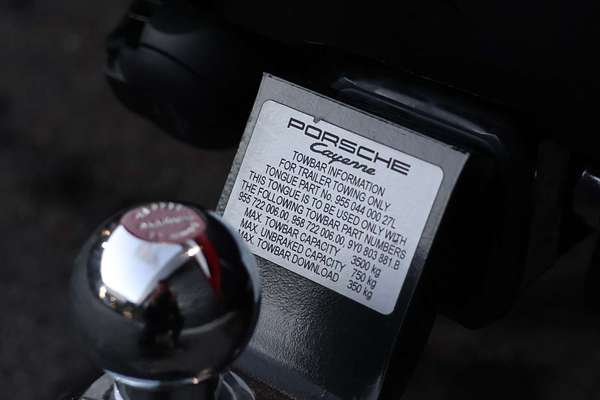 PORSCHE
Cayenne
TOWBAR INFORMATION
FOR TRAILER TOWING ONLY
TONGUE PART No. 955 044 000 27L
THIS TONGUE IS TO BE USED ONLY WITH
THE FOLLOWING TOWBAR PART NUMBERS
955 722 006.00. 958 722 006.00. 9Y0 803 881.B
MAX. TOWBAR CAPACITY 3500 kg
MAX. UNBRAKED CAPACITY 750 kg
MAX. TOWBAR DOWNLOAD 350 kg